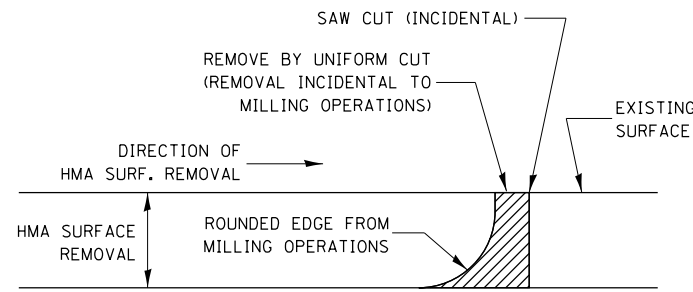 SAW CUT (INCIDENTAL)
REMOVE BY UNIFORM CUT
(REMOVAL INCIDENTAL TO
MILLING OPERATIONS)
EXISTING
SURFACE
DIRECTION OF
HMA SURF. REMOVAL
HMA SURFACE
REMOVAL
ROUNDED EDGE FROM
MILLING OPERATIONS